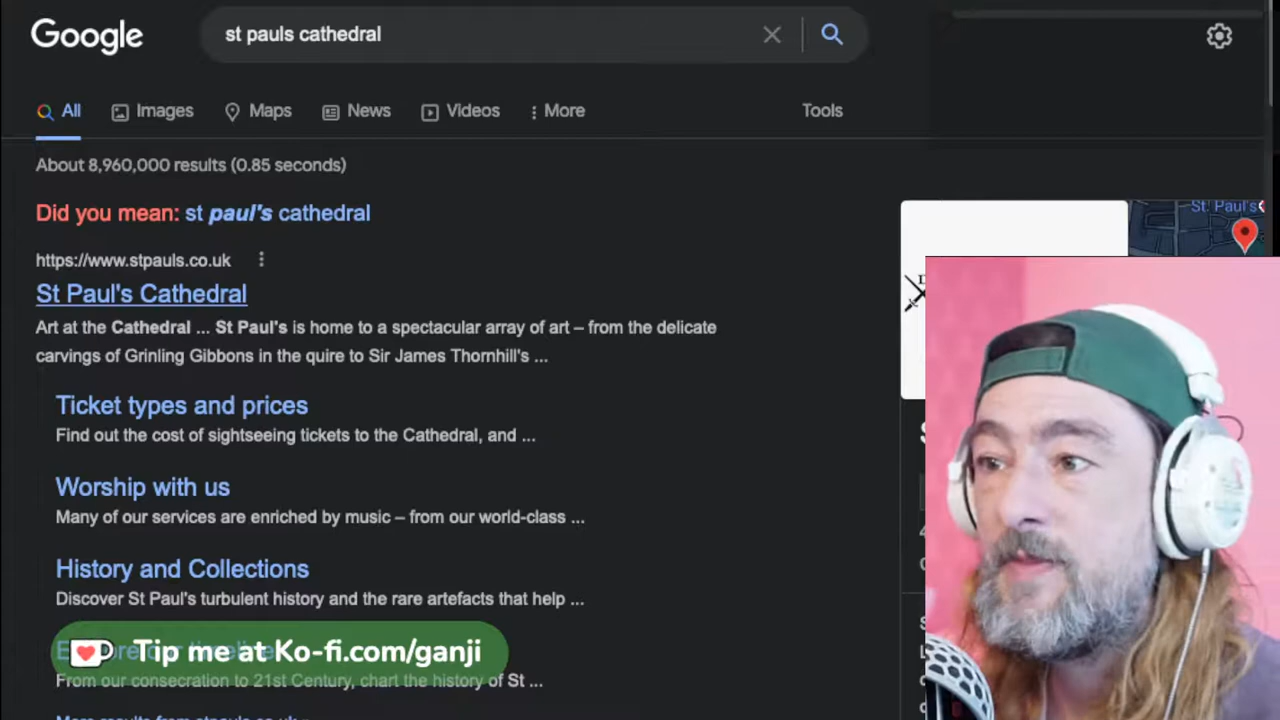 Google
st pauls cathedral
All Images Maps News Videos More Tools
About 8,960,000 results (0.85 seconds)
Did you mean: st paul's cathedral
https://www.stpauls.co.uk
St Paul's Cathedral
Art at the Cathedral ... St Paul's is home to a spectacular array of art – from the delicate
carvings of Grinling Gibbons in the quire to Sir James Thornhill's ...
Ticket types and prices
Find out the cost of sightseeing tickets to the Cathedral, and ...
Worship with us
Many of our services are enriched by music – from our world-class ...
History and Collections
Discover St Paul's turbulent history and the rare artefacts that help ...
Tip me at Ko-fi.com/ganji
From our consecration to 21st Century, chart the history of St ...
More results from stpauls.co.uk
St. Paul's